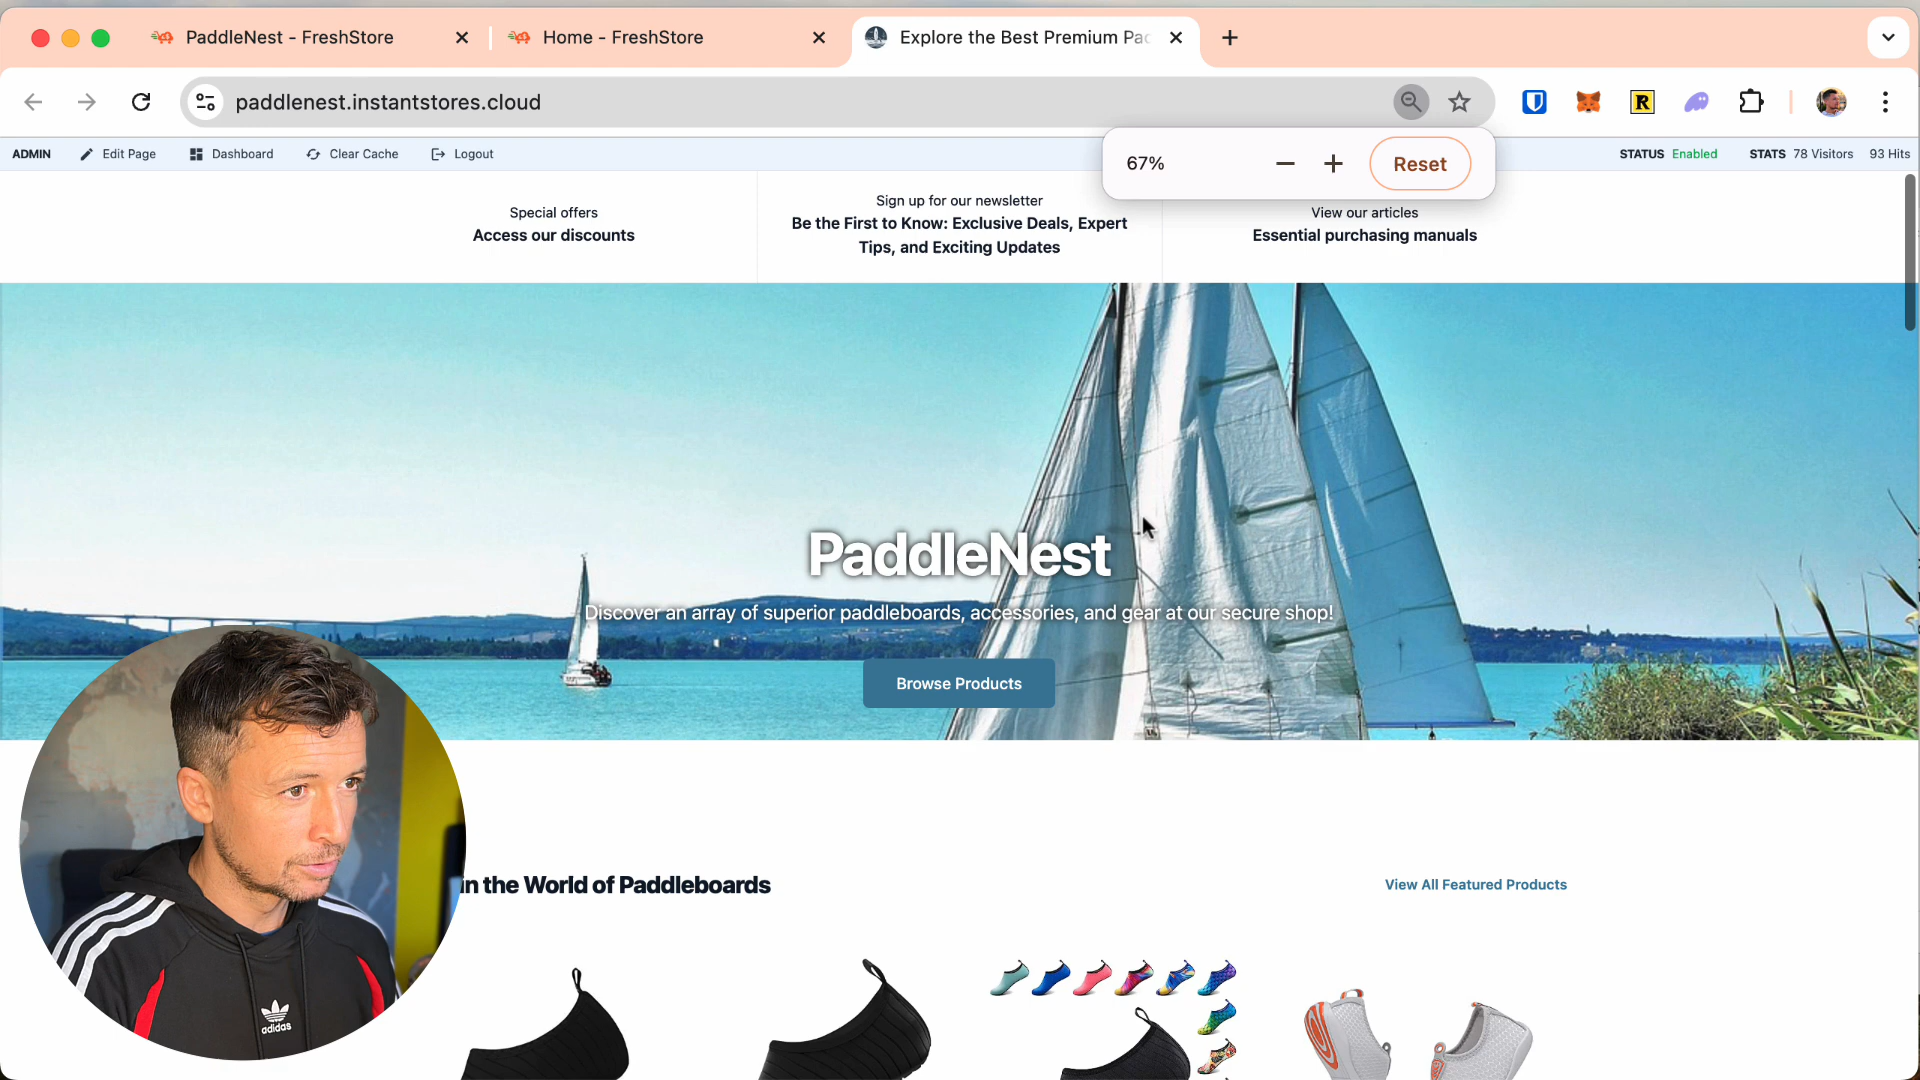 PaddleNest - FreshStore
Home - FreshStore
Explore the Best Premium Pac
paddlenest.instantstores.cloud
R
ADMIN
Edit Page
Dashboard
Clear Cache
Logout
67%
Reset
STATUS Enabled
STATS 78 Visitors 93 Hits
Special offers
Access our discounts
Sign up for our newsletter
Be the First to Know: Exclusive Deals, Expert
Tips, and Exciting Updates
View our articles
Essential purchasing manuals
PaddleNest
Discover an array of superior paddleboards, accessories, and gear at our secure shop!
Browse Products
in the World of Paddleboards
View All Featured Products
adidas